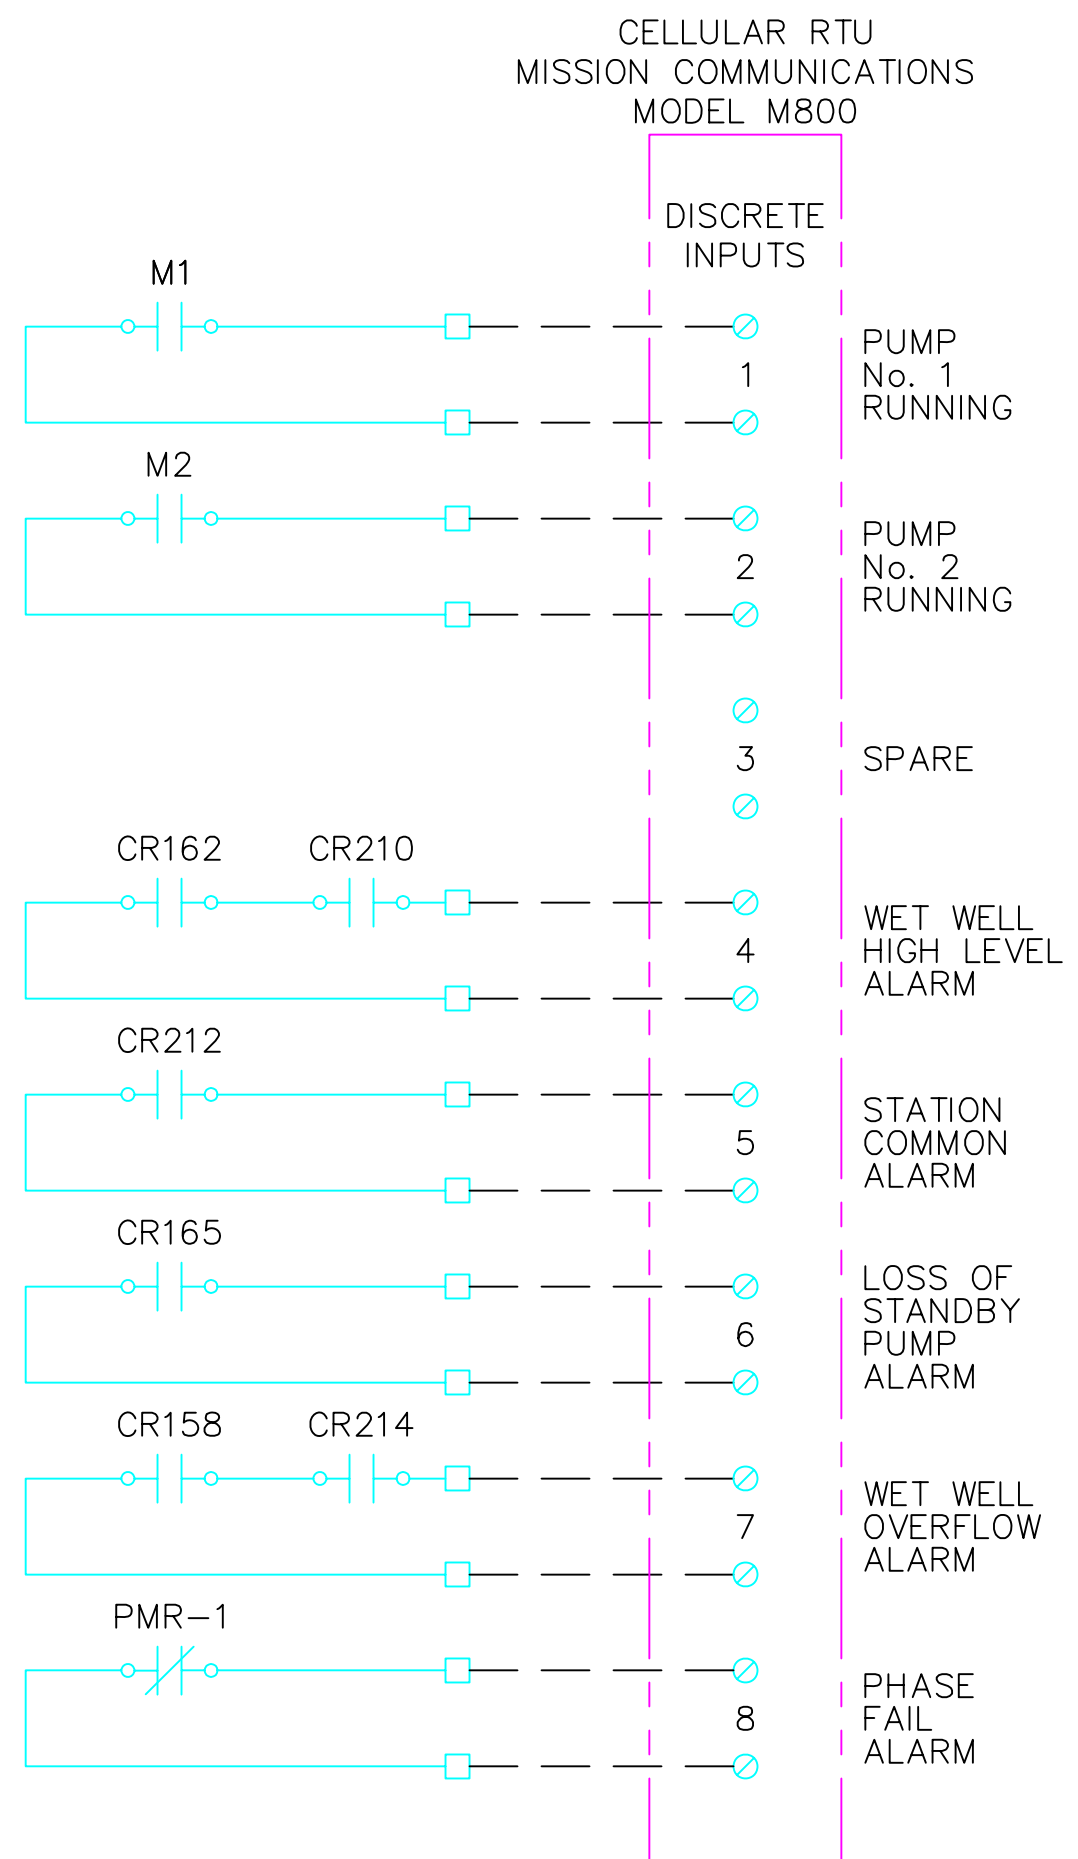 CELLULAR RTU
MISSION COMMUNICATIONS
MODEL M800
DISCRETE
INPUTS
M1
1
PUMP
No. 1
RUNNING
M2
2
PUMP
No. 2
RUNNING
3
SPARE
CR162 CR210
4
WET WELL
HIGH LEVEL
ALARM
CR212
5
STATION
COMMON
ALARM
CR165
6
LOSS OF
STANDBY
PUMP
ALARM
CR158 CR214
7
WET WELL
OVERFLOW
ALARM
PMR-1
8
PHASE
FAIL
ALARM